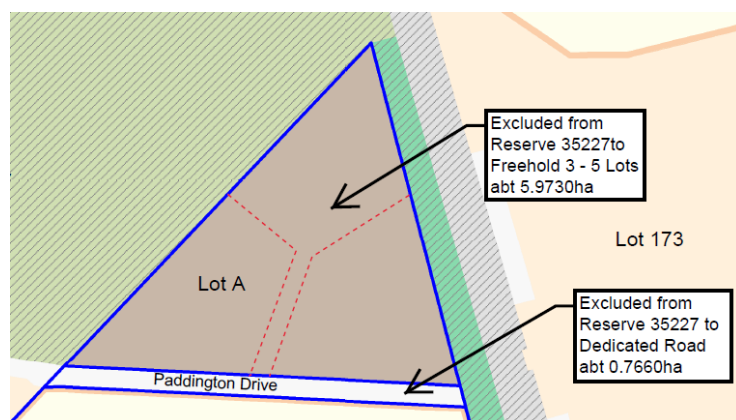 Excluded from
Reserve 35227to
Freehold 3 - 5 Lots
abt 5.9730ha
Lot 173
Lot A
Excluded from
Reserve 35227 to
Dedicated Road
abt 0.7660ha
Paddington Drive